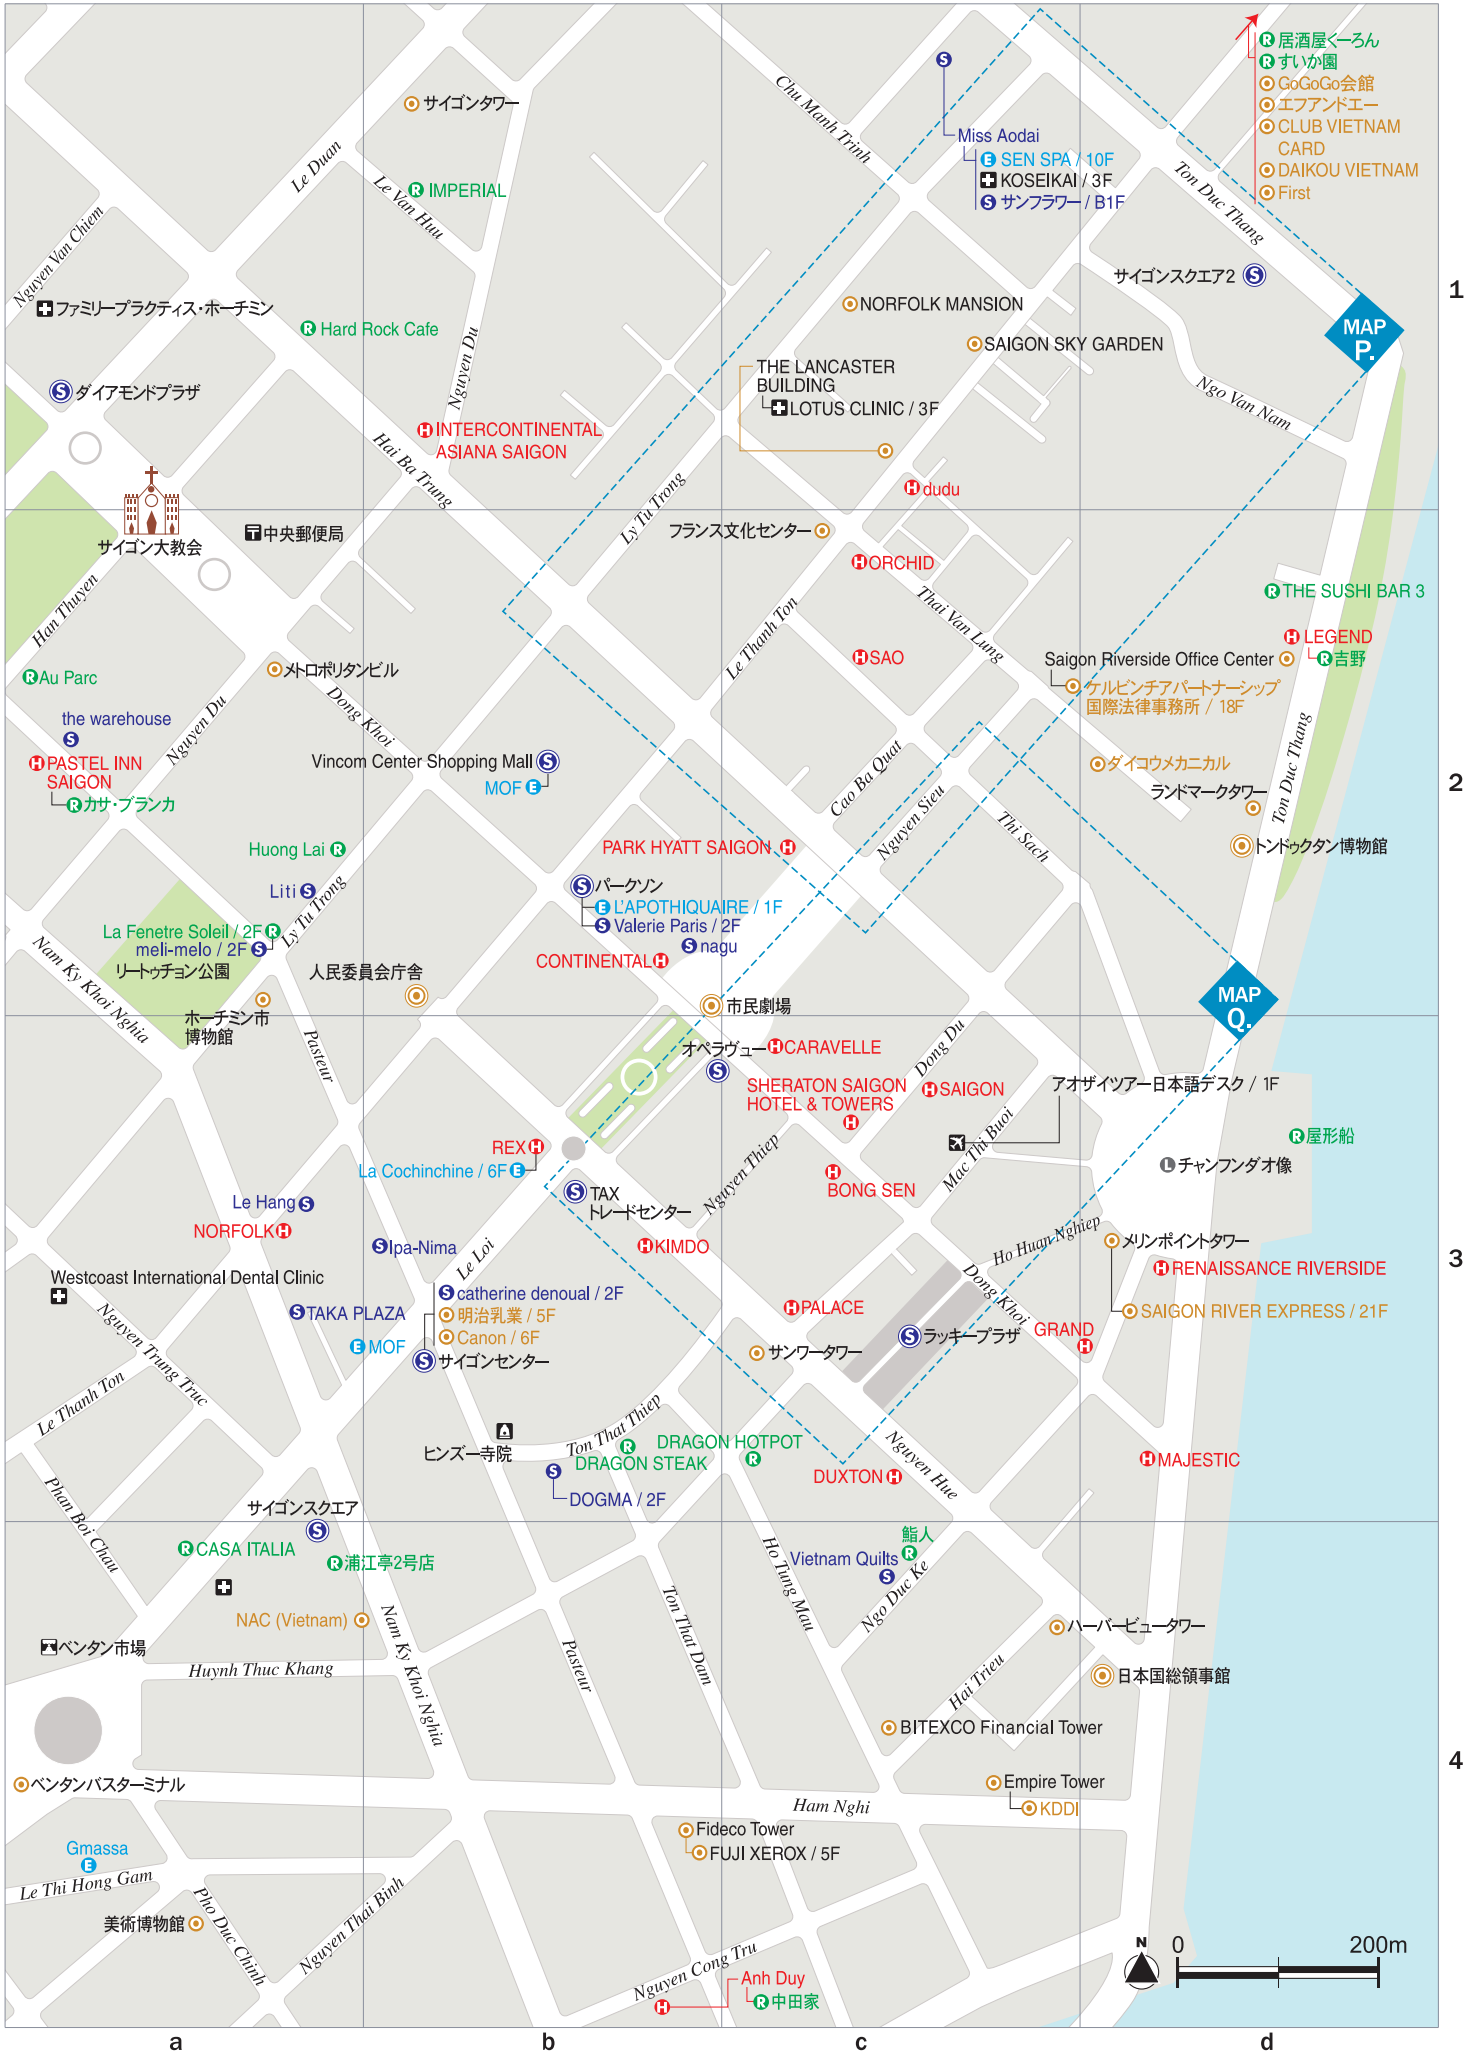 居酒屋くーろん
すいか園
GoGoGo会館
エフアンドエー
CLUB VIETNAM
CARD
DAIKOU VIETNAM
First
サイゴンタワー
Chu Manh Trinh
Miss Aodai
SEN SPA / 10F
KOSEIKAI / 3F
サンフラワー / B1F
Le Duan
Le Van Huu
IMPERIAL
Ton Duc Thang
Nguyen Van Chiem
サイゴンスクエア2
1
ファミリープラクティス・ホーチミン
Hard Rock Cafe
Nguyen Du
NORFOLK MANSION
SAIGON SKY GARDEN
MAP
P.
THE LANCASTER
BUILDING
LOTUS CLINIC / 3F
ダイアモンドプラザ
Ngo Van Nam
INTERCONTINENTAL
ASIANA SAIGON
Hai Ba Trung
Ly Tu Trong
dudu
サイゴン大教会
中央郵便局
フランス文化センター
ORCHID
Han Thuyen
Thai Van Lung
THE SUSHI BAR 3
Le Thanh Ton
SAO
LEGEND
吉野
Saigon Riverside Office Center
ケルビンチアパートナーシップ
国際法律事務所 / 18F
Au Parc
メトロポリタンビル
Dong Khoi
Nguyen Du
the warehouse
PASTEL INN
SAIGON
カサ・ブランカ
Vincom Center Shopping Mall
MOF
Cao Ba Quat
Nguyen Sieu
Thi Sach
ダイコウメカニカル
ランドマークタワー
Ton Duc Thang
2
トンドゥクタン博物館
Huong Lai
PARK HYATT SAIGON
Liti
Ly Tu Trong
パークソン
L'APOTHIQUAIRE / 1F
Valerie Paris / 2F
nagu
La Fenetre Soleil / 2F
meli-melo / 2F
リートゥチョン公園
Nam Ky Khoi Nghia
人民委員会庁舎
CONTINENTAL
市民劇場
MAP
Q.
ホーチミン市
博物館
Pasteur
オペラヴュー
CARAVELLE
Dong Du
SHERATON SAIGON
HOTEL & TOWERS
SAIGON
アオザイツアー日本語デスク / 1F
Mac Thi Buoi
屋形船
チャンフンダオ像
REX
La Cochinchine / 6F
Nguyen Thiep
BONG SEN
Le Hang
NORFOLK
TAX
トレードセンター
Ipa-Nima
Le Loi
KIMDO
Ho Huan Nghiep
メリンポイントタワー
3
Westcoast International Dental Clinic
RENAISSANCE RIVERSIDE
SAIGON RIVER EXPRESS / 21F
catherine denoual / 2F
明治乳業 / 5F
Canon / 6F
サイゴンセンター
TAKA PLAZA
MOF
PALACE
Dong Khoi
GRAND
ラッキープラザ
サンワータワー
Nguyen Trung Truc
Le Thanh Ton
ヒンズー寺院
Ton That Thiep
DRAGON HOTPOT
DRAGON STEAK
DOGMA / 2F
DUXTON
Nguyen Hue
MAJESTIC
Phan Boi Chau
サイゴンスクエア
CASA ITALIA
浦江亭2号店
鮨人
Vietnam Quilts
Ngo Duc Ke
Ho Tung Mau
Ton That Dam
NAC (Vietnam)
Nam Ky Khoi Nghia
Pasteur
ハーバービュータワー
ベンタン市場
Huynh Thuc Khang
日本国総領事館
Hai Trieu
BITEXCO Financial Tower
4
ベンタンバスターミナル
Empire Tower
KDDI
Ham Nghi
Fideco Tower
FUJI XEROX / 5F
Gmassa
Le Thi Hong Gam
美術博物館
Pho Duc Chinh
Nguyen Thai Binh
Nguyen Cong Tru
Anh Duy
中田家
N
0
200m
a
b
c
d